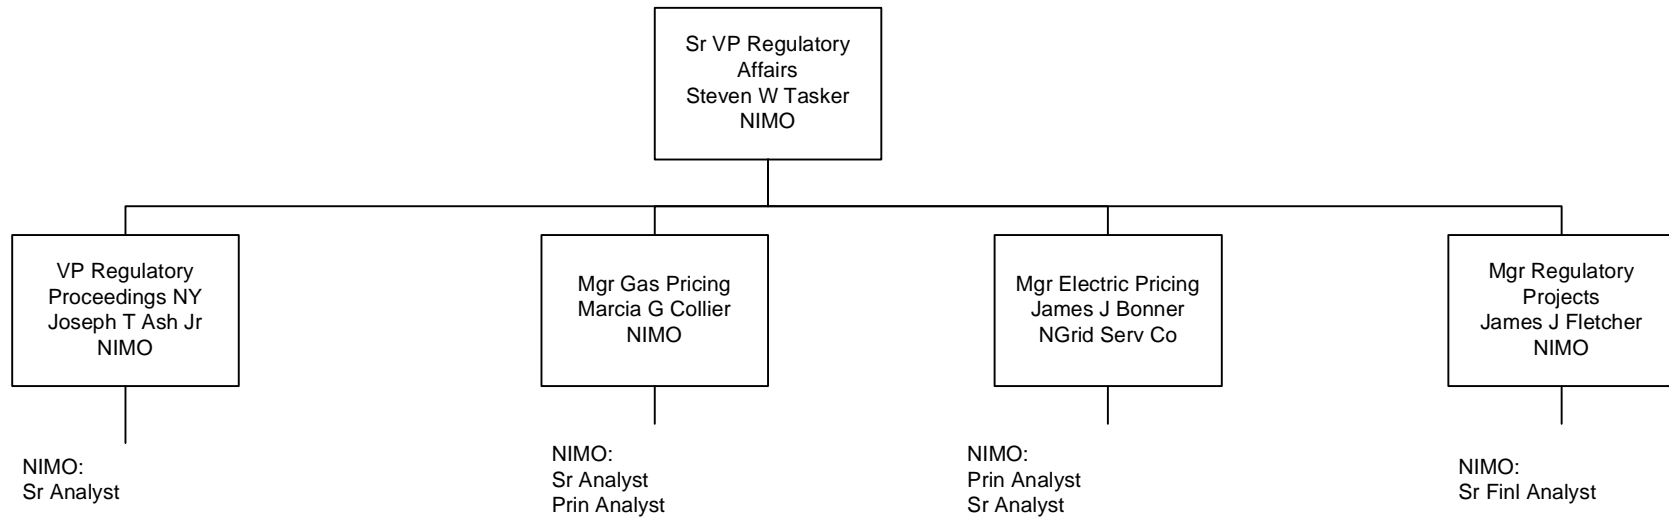 Sr VP Regulatory
Affairs
Steven W Tasker
NIMO
VP Regulatory
Proceedings NY
Joseph T Ash Jr
NIMO
Mgr Gas Pricing
Marcia G Collier
NIMO
Mgr Electric Pricing
James J Bonner
NGrid Serv Co
Mgr Regulatory
Projects
James J Fletcher
NIMO
NIMO:
Sr Analyst
NIMO:
Sr Analyst
Prin Analyst
NIMO:
Prin Analyst
Sr Analyst
NIMO:
Sr Finl Analyst